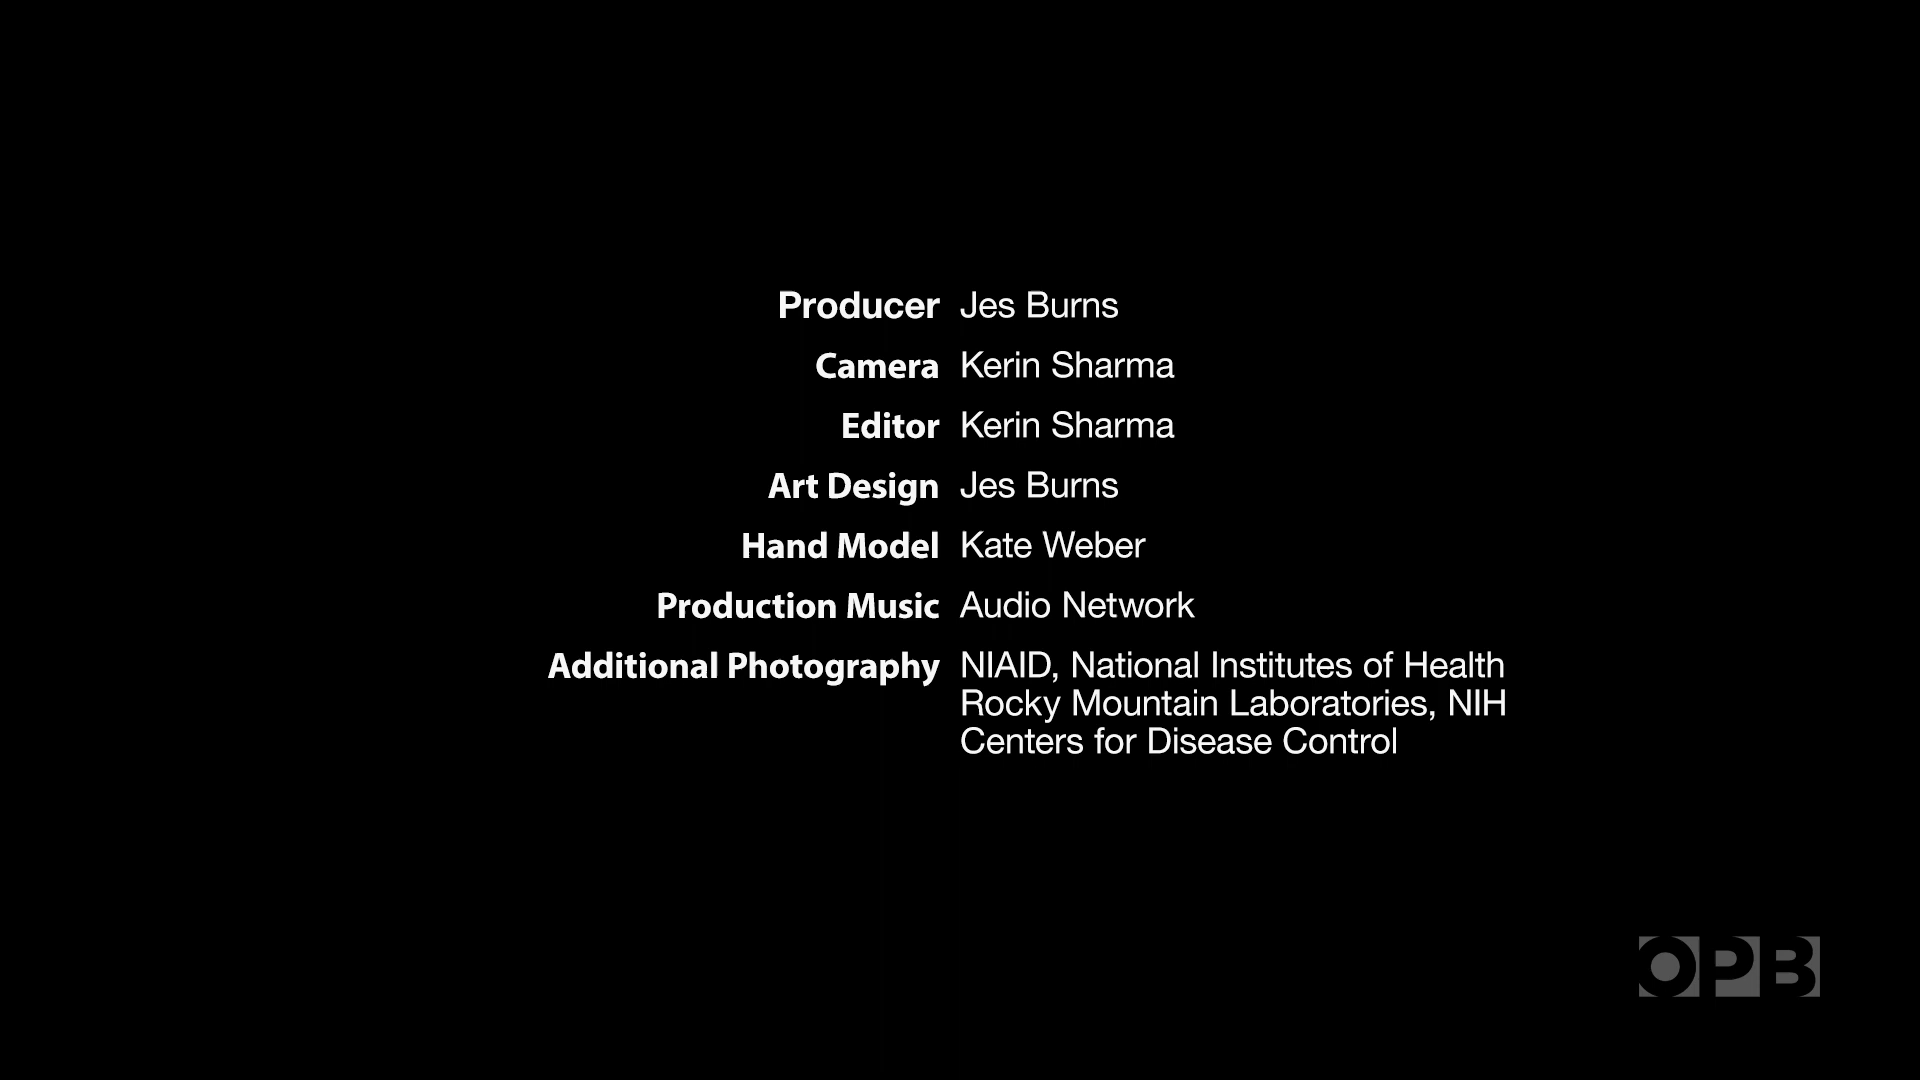 Producer Jes Burns
Camera Kerin Sharma
Editor Kerin Sharma
Art Design Jes Burns
Hand Model Kate Weber
Production Music Audio Network
Additional Photography NIAID, National Institutes of Health
Rocky Mountain Laboratories, NIH
Centers for Disease Control
OPB